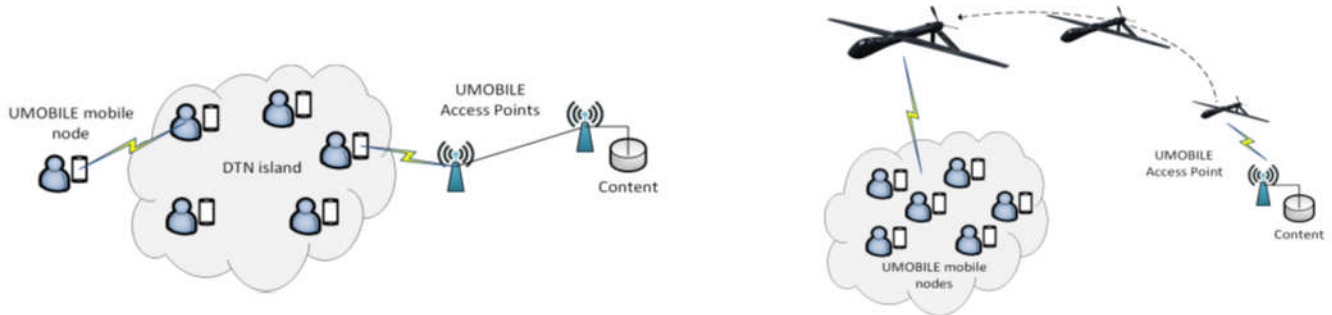 UMOBILE mobile
node
DTN island
UMOBILE
Access Points
Content
UMOBILE mobile
nodes
UMOBILE
Access Point
Content